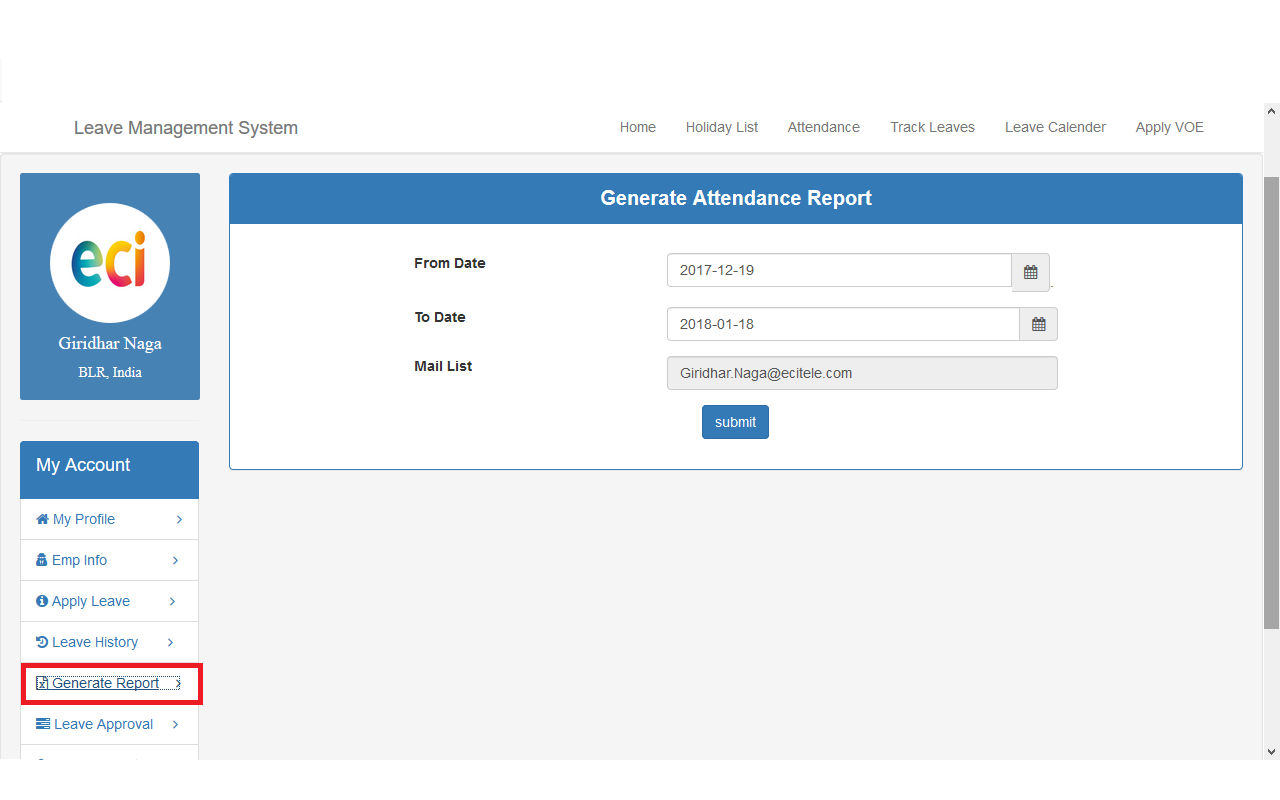 Leave Management System
Home Holiday List Attendance Track Leaves Leave Calender Apply VOE
eci
Giridhar Naga
BLR, India
Generate Attendance Report
From Date 2017-12-19
.
To Date 2018-01-18
Mail List Giridhar.Naga@ecitele.com
submit
My Account
My Profile
Emp Info
Apply Leave
Leave History
Generate Report
Leave Approval